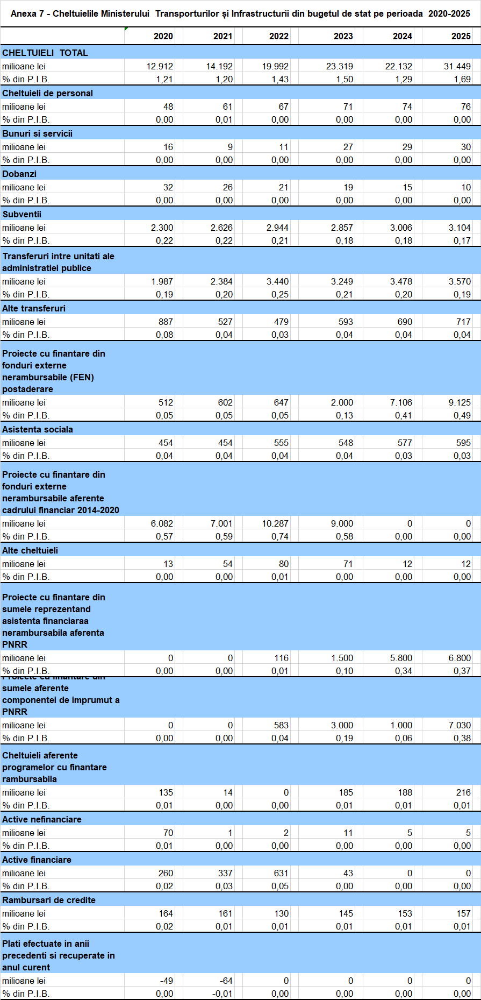 Anexa 7 - Cheltuielile Ministerului Transporturilor și Infrastructurii din bugetul de stat pe perioada 2020-2025
2020 2021 2022 2023 2024 2025
CHELTUIELI TOTAL
milioane lei 12.912 14.192 19.992 23.319 22.132 31.449
% din P.I.B. 1,21 1,20 1,43 1,50 1,29 1,69
Cheltuieli de personal
milioane lei 48 61 67 71 74 76
% din P.I.B. 0,00 0,01 0,00 0,00 0,00 0,00
Bunuri si servicii
milioane lei 16 9 11 27 29 30
% din P.I.B. 0,00 0,00 0,00 0,00 0,00 0,00
Dobanzi
milioane lei 32 26 21 19 15 10
% din P.I.B. 0,00 0,00 0,00 0,00 0,00 0,00
Subventii
milioane lei 2.300 2.626 2.944 2.857 3.006 3.104
% din P.I.B. 0,22 0,22 0,21 0,18 0,18 0,17
Transferuri intre unitati ale
administratiei publice
milioane lei 1.987 2.384 3.440 3.249 3.478 3.570
% din P.I.B. 0,19 0,20 0,25 0,21 0,20 0,19
Alte transferuri
milioane lei 887 527 479 593 690 717
% din P.I.B. 0,08 0,04 0,03 0,04 0,04 0,04
Proiecte cu finantare din
fonduri externe
nerambursabile (FEN)
postaderare
milioane lei 512 602 647 2.000 7.106 9.125
% din P.I.B. 0,05 0,05 0,05 0,13 0,41 0,49
Asistenta sociala
milioane lei 454 454 555 548 577 595
% din P.I.B. 0,04 0,04 0,04 0,04 0,03 0,03
Proiecte cu finantare din
fonduri externe
nerambursabile aferente
cadrului financiar 2014-2020
milioane lei 6.082 7.001 10.287 9.000 0 0
% din P.I.B. 0,57 0,59 0,74 0,58 0,00 0,00
Alte cheltuieli
milioane lei 13 54 80 71 12 12
% din P.I.B. 0,00 0,00 0,01 0,00 0,00 0,00
Proiecte cu finantare din
sumele reprezentand
asistenta financiaraa
nerambursabila aferenta
PNRR
milioane lei 0 0 116 1.500 5.800 6.800
% din P.I.B. 0,00 0,00 0,01 0,10 0,34 0,37
Proiecte cu finantare din
sumele aferente
componentei de imprumut a
PNRR
milioane lei 0 0 583 3.000 1.000 7.030
% din P.I.B. 0,00 0,00 0,04 0,19 0,06 0,38
Cheltuieli aferente
programelor cu finantare
rambursabila
milioane lei 135 14 0 185 188 216
% din P.I.B. 0,01 0,00 0,00 0,01 0,01 0,01
Active nefinanciare
milioane lei 70 1 2 11 5 5
% din P.I.B. 0,01 0,00 0,00 0,00 0,00 0,00
Active financiare
milioane lei 260 337 631 43 0 0
% din P.I.B. 0,02 0,03 0,05 0,00 0,00 0,00
Rambursari de credite
milioane lei 164 161 130 145 153 157
% din P.I.B. 0,02 0,01 0,01 0,01 0,01 0,01
Plati efectuate in anii
precedenti si recuperate in
anul curent
milioane lei -49 -64 0 0 0 0
% din P.I.B. 0,00 -0,01 0,00 0,00 0,00 0,00